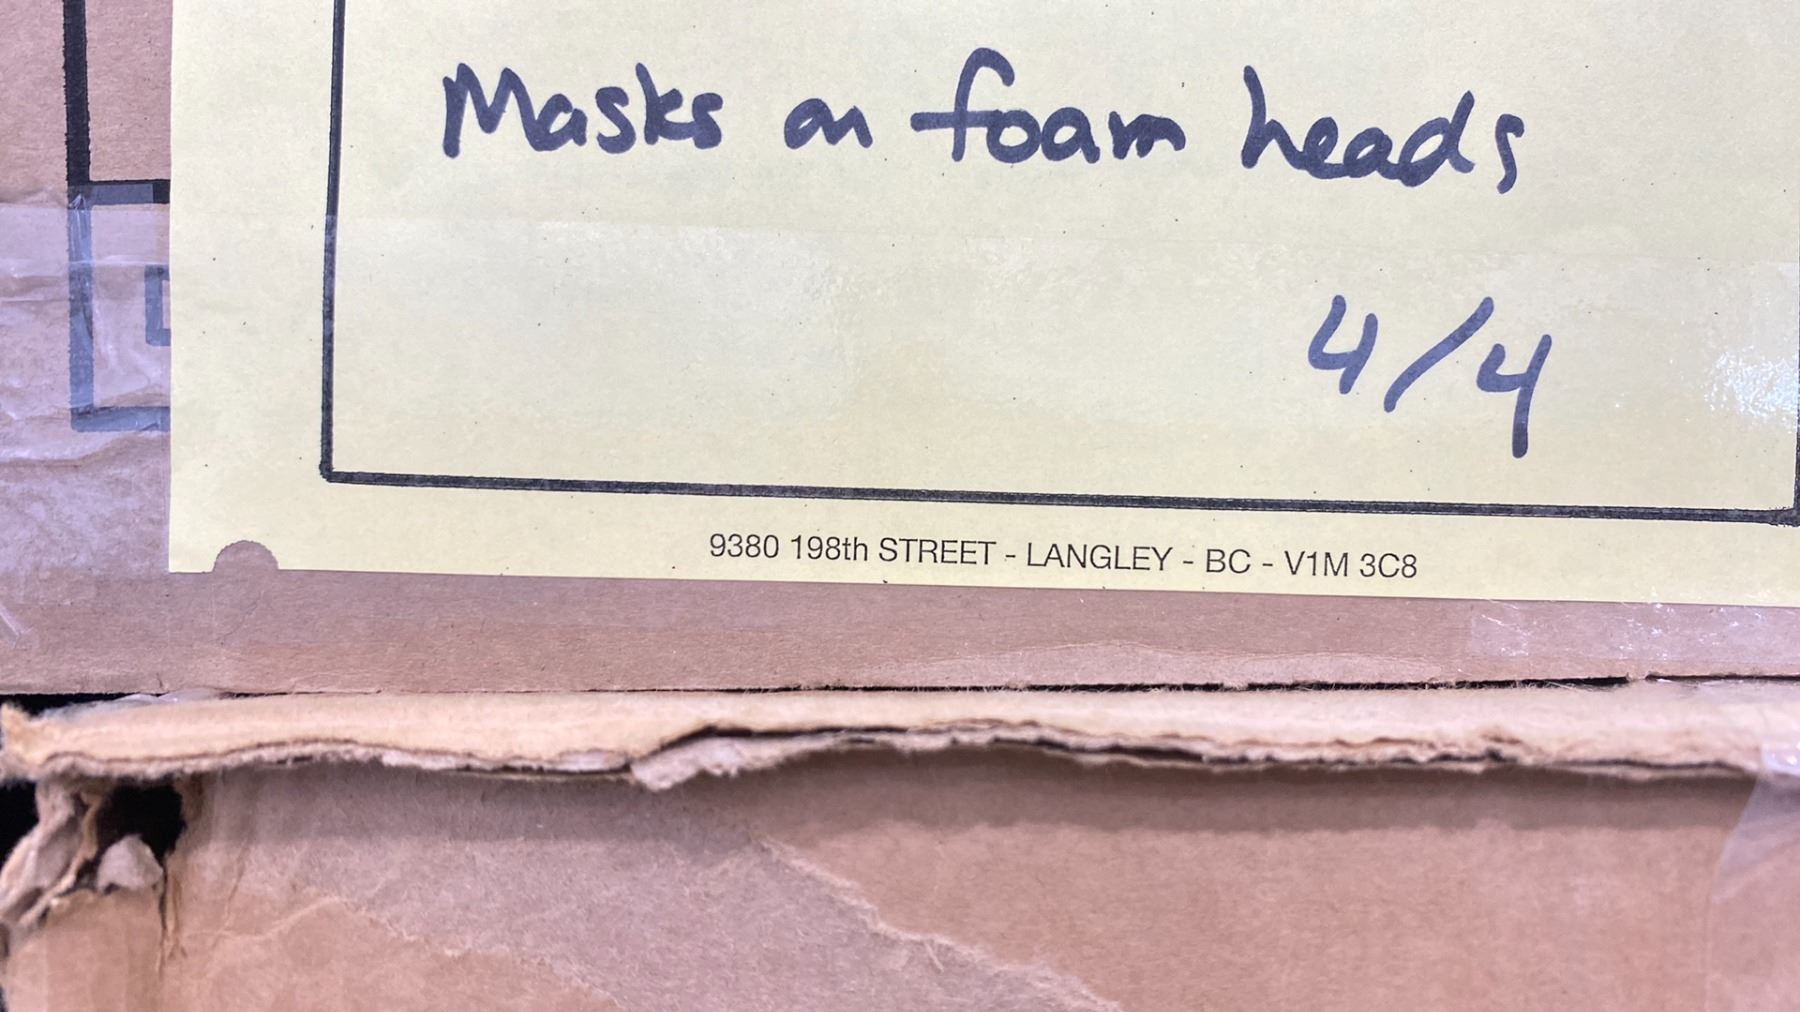 Masks on foam heads
4/4
9380 198th STREET - LANGLEY - BC - V1M 3C8